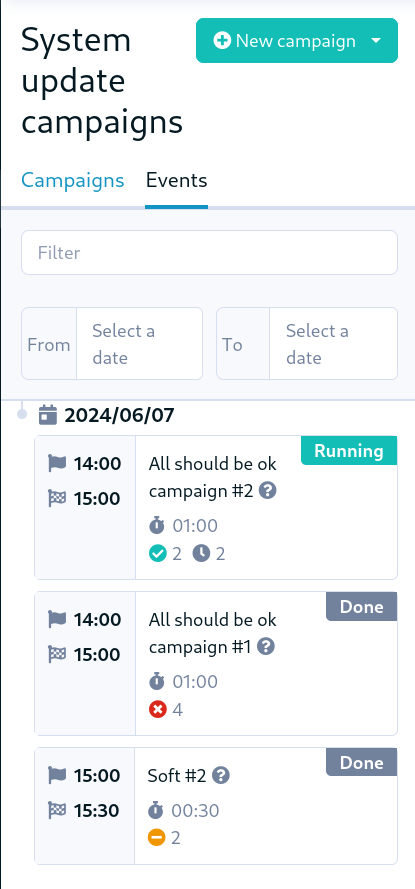 System
update
campaigns
New campaign
Campaigns
Events
Filter
From
Select a
date
To
Select a
date
2024/06/07
Running
14:00
15:00
All should be ok
campaign #2
01:00
2
2
Done
14:00
15:00
All should be ok
campaign #1
01:00
4
Done
15:00
15:30
Soft #2
00:30
2